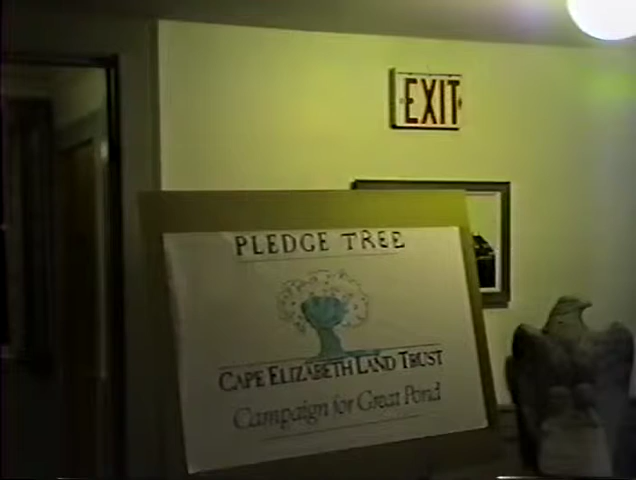 EXIT
PLEDGE TREE
CAPE ELIZABETH LAND TRUST
Campaign for Great Pond